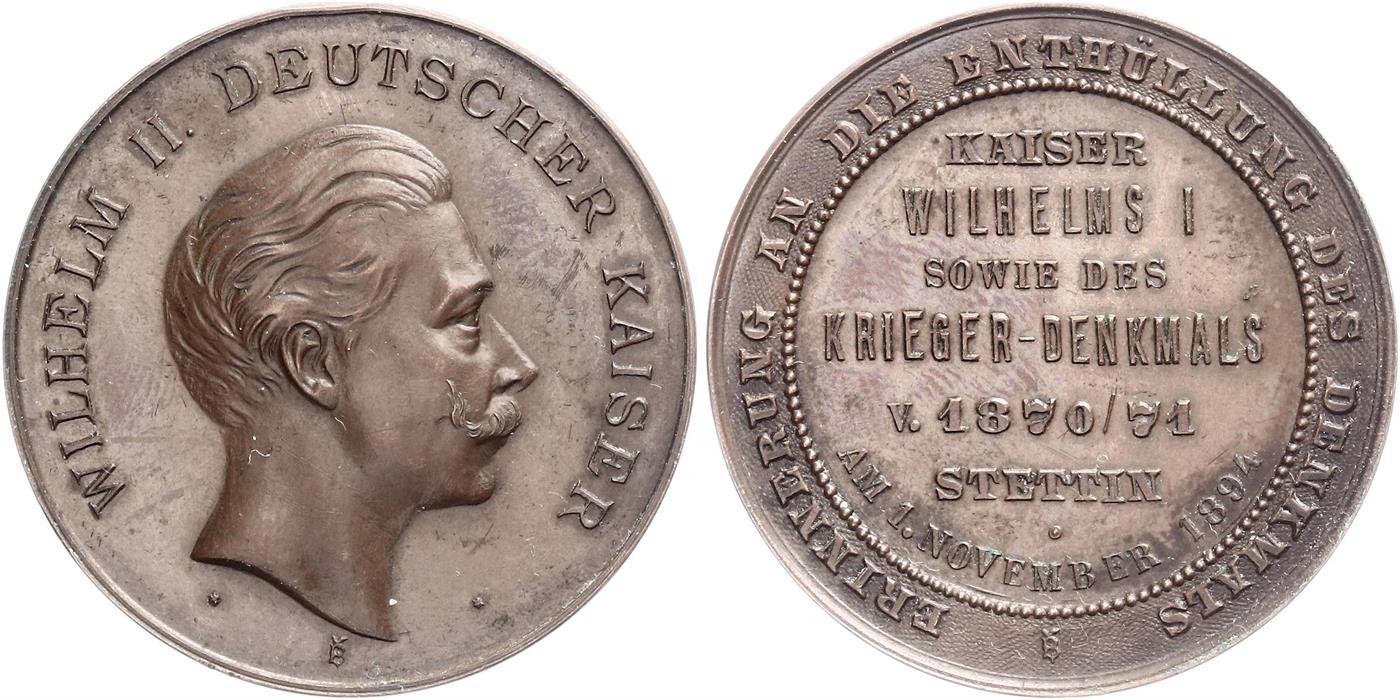 WILHELM II. DEUTSCHER KAISER
ERINNERUNG AN DIE ENTHÜLLUNG DES DENKMALS
KAISER
WILHELMS I
SOWIE DES
KRIEGER-DENKMALS
V. 1870/71
STETTIN
AM 1. NOVEMBER 1894